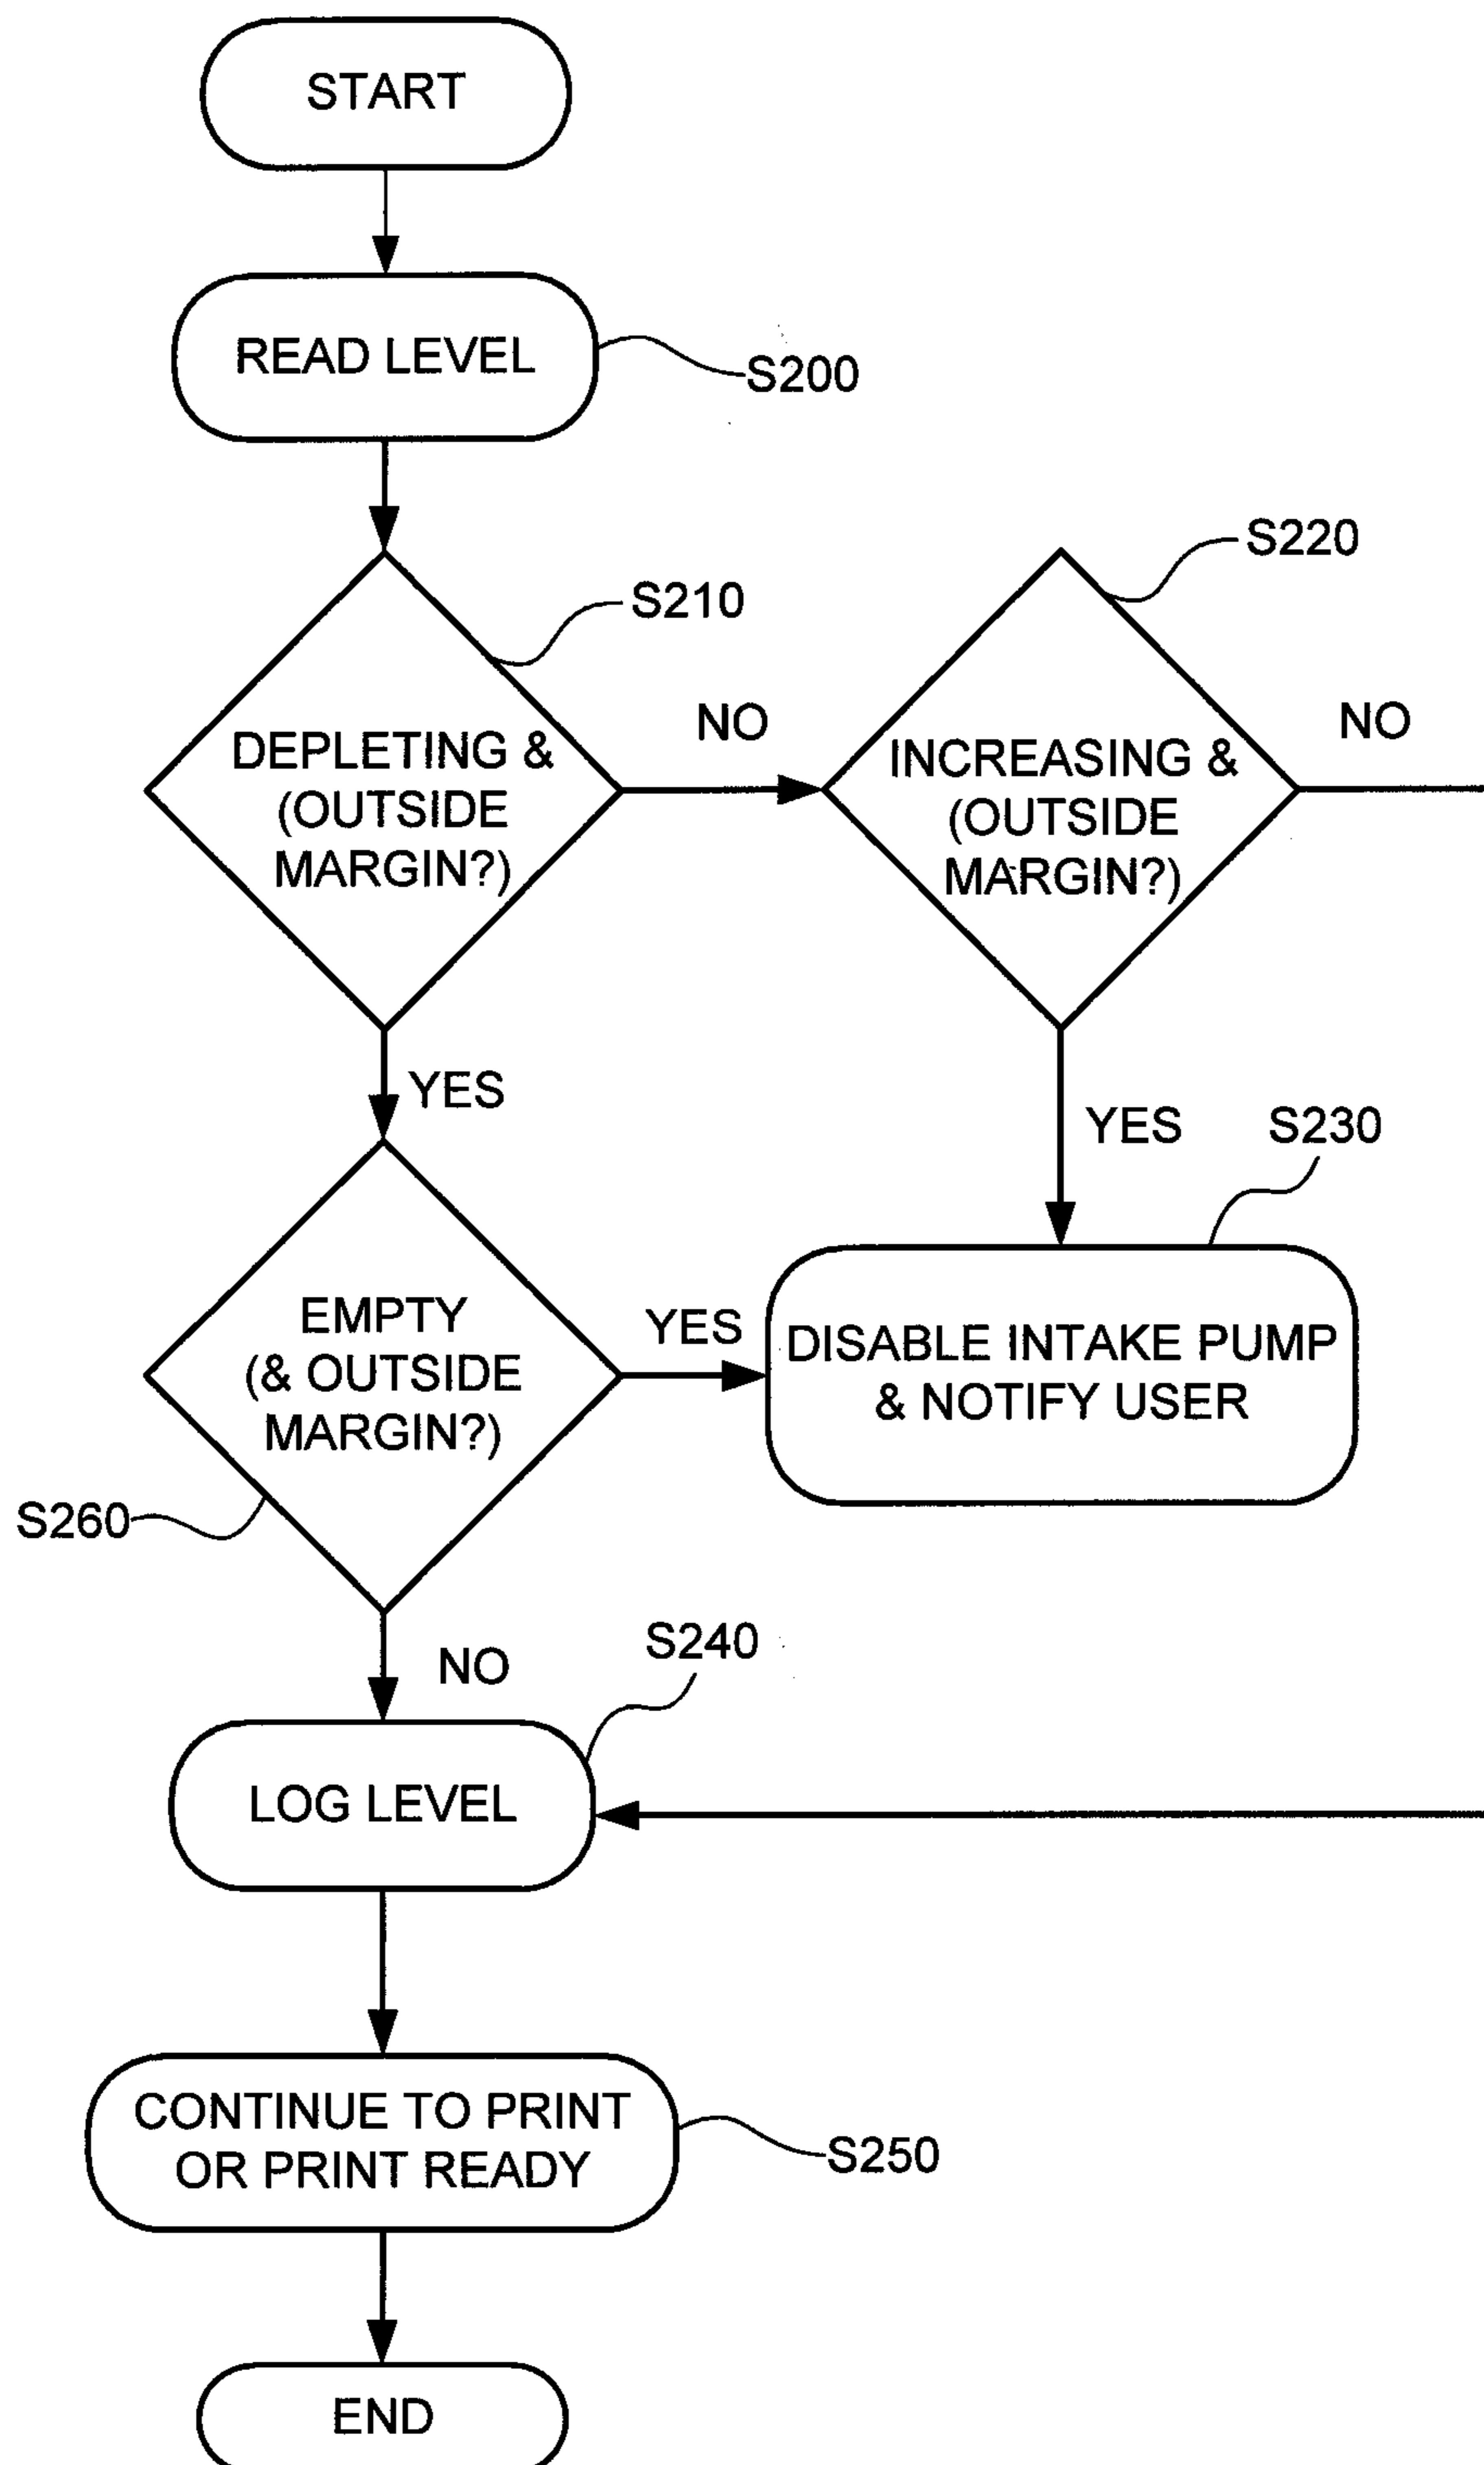 START
READ LEVEL
S200
S220
S210
NO
NO
DEPLETING &
(OUTSIDE
MARGIN?)
INCREASING &
(OUTSIDE
MARGIN?)
YES
YES
S230
EMPTY
(& OUTSIDE
MARGIN?)
YES
DISABLE INTAKE PUMP
& NOTIFY USER
S260
NO
S240
LOG LEVEL
CONTINUE TO PRINT
OR PRINT READY
S250
END